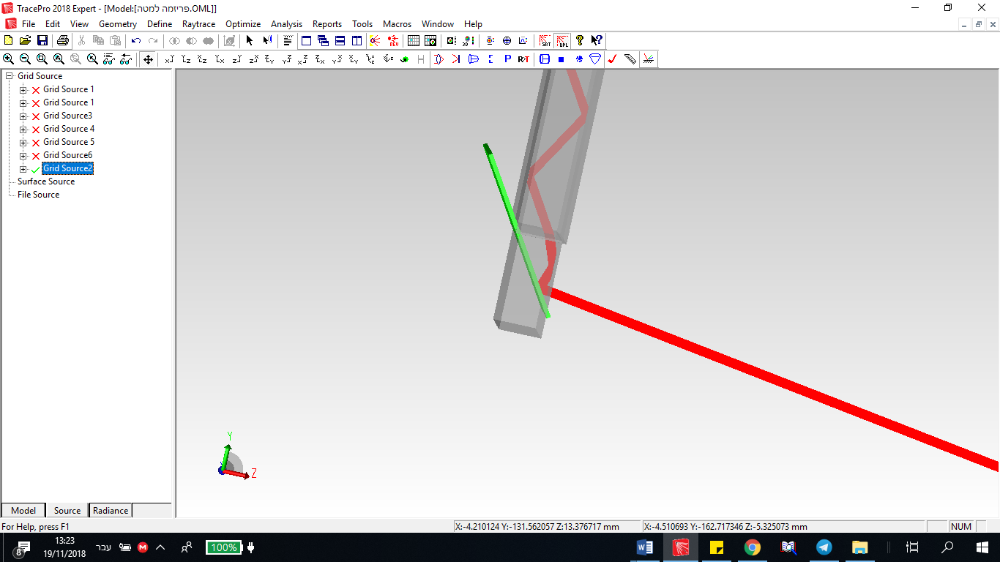 TracePro 2018 Expert - [Model:[פריזמה למטה.OML]]
File Edit View Geometry Define Raytrace Optimize Analysis Reports Tools Macros Window Help
Grid Source
Grid Source 1
Grid Source 1
Grid Source3
Grid Source 4
Grid Source 5
Grid Source6
Grid Source2
Surface Source
File Source
Y
Z
Model Source Radiance
For Help, press F1
X:-4.210124 Y:-131.562057 Z:13.376717 mm
X:-4.510693 Y:-162.717346 Z:-5.325073 mm
NUM
8
13:23
19/11/2018
עבר
100%